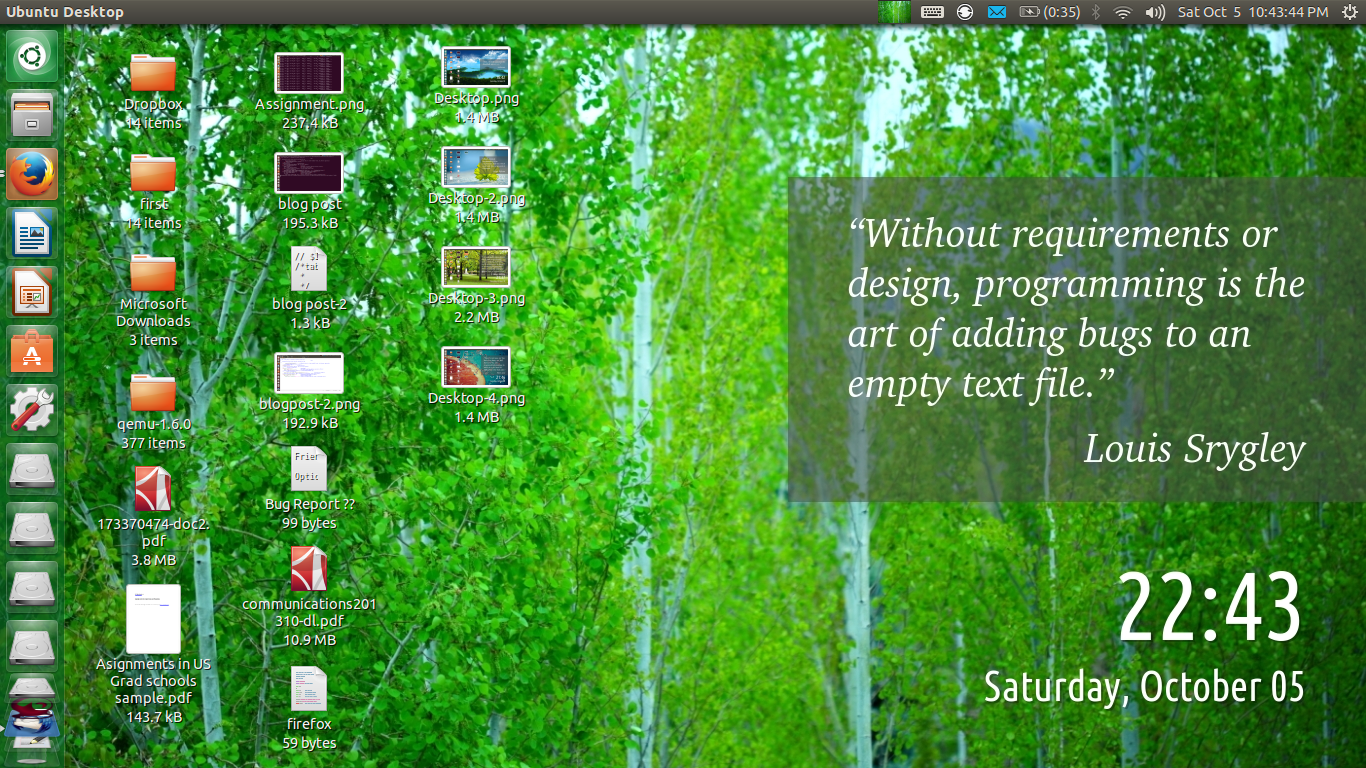 Ubuntu Desktop
(0:35)
Sat Oct 5 10:43:44 PM
Dropbox
14 items
first
14 items
Microsoft
Downloads
3 items
qemu-1.6.0
377 items
173370474-doc2.
pdf
3.8 MB
Asignments in US
Grad schools
sample.pdf
143.7 kB
Assignment.png
237.4 kB
blog post
195.3 kB
// $l
/*tat
*
*/
blog post-2
1.3 kB
blogpost-2.png
192.9 kB
Frier
Optic
Bug Report ??
99 bytes
communications201
310-dl.pdf
10.9 MB
firefox
59 bytes
Desktop.png
1.4 MB
Desktop-2.png
1.4 MB
Desktop-3.png
2.2 MB
Desktop-4.png
1.4 MB
“Without requirements or
design, programming is the
art of adding bugs to an
empty text file.”
Louis Srygley
22:43
Saturday, October 05